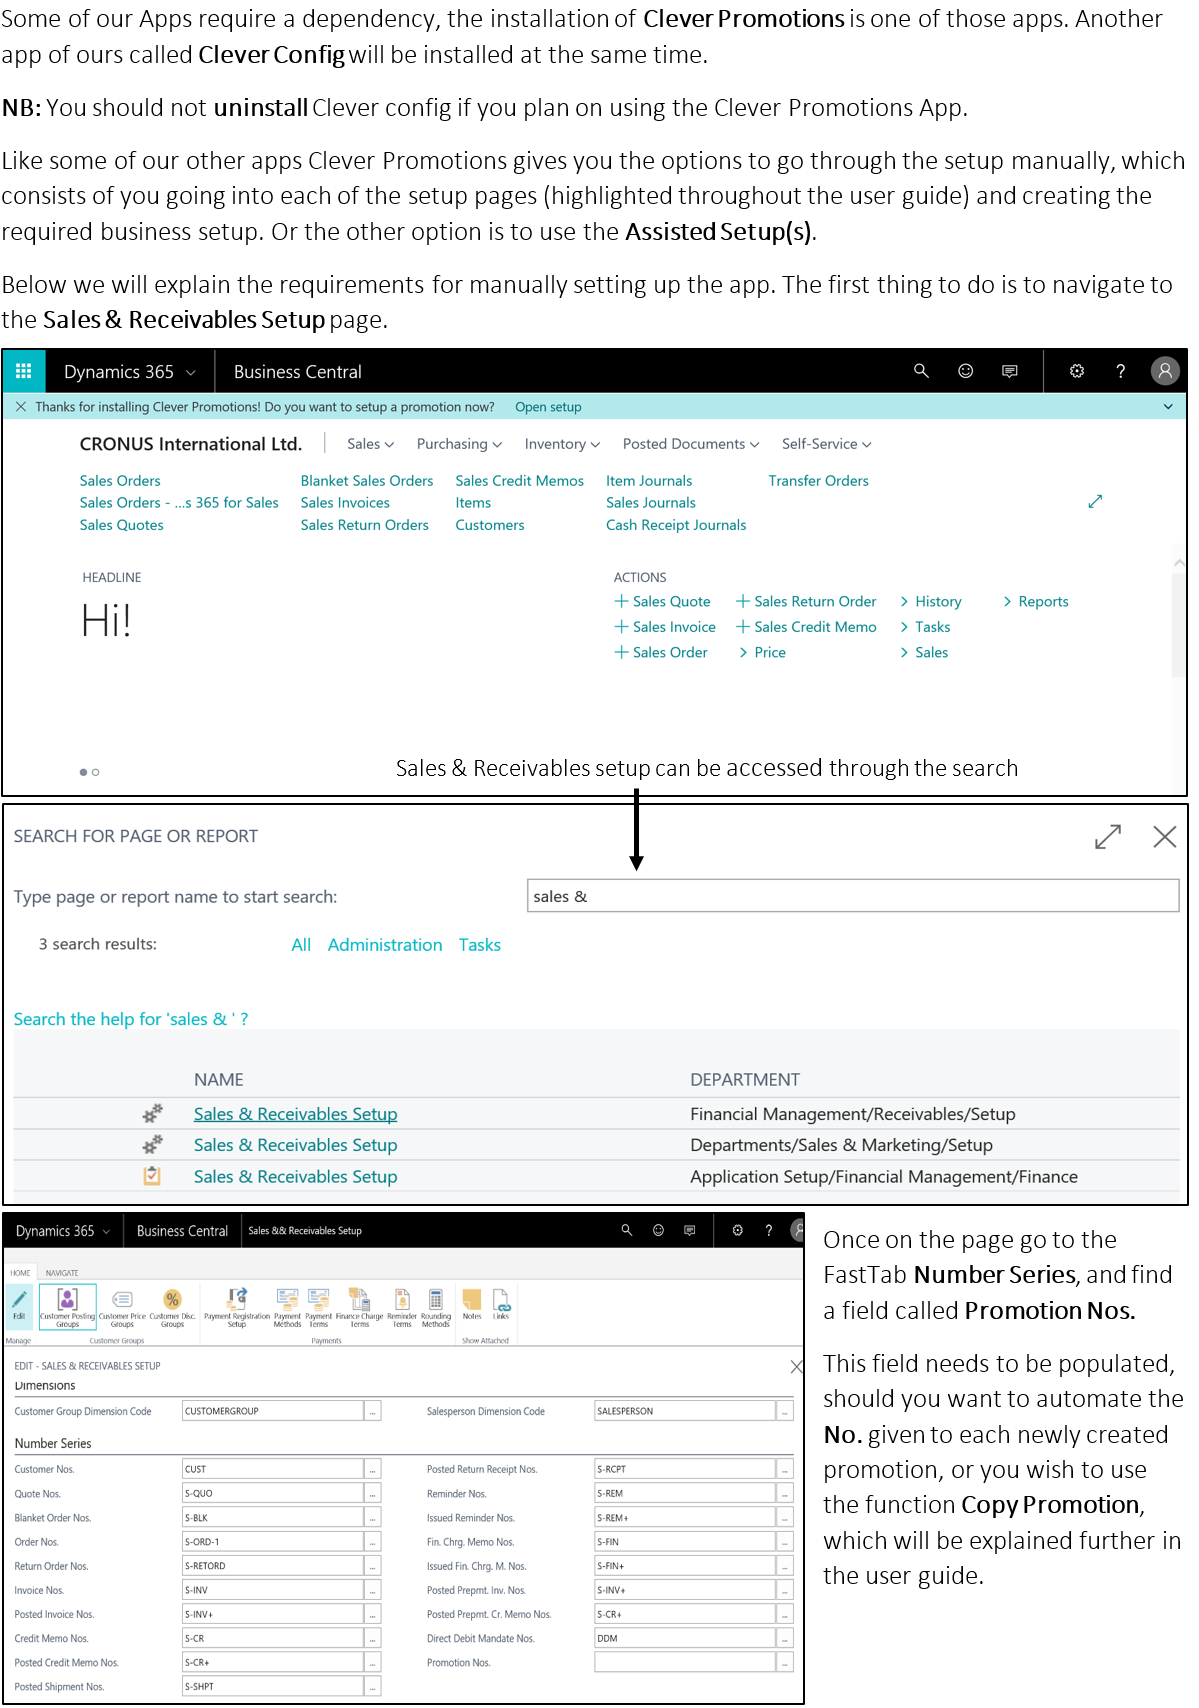 Some of our Apps require a dependency, the installation of Clever Promotions is one of those apps. Another
app of ours called Clever Config will be installed at the same time.
NB: You should not uninstall Clever config if you plan on using the Clever Promotions App.
Like some of our other apps Clever Promotions gives you the options to go through the setup manually, which
consists of you going into each of the setup pages (highlighted throughout the user guide) and creating the
required business setup. Or the other option is to use the Assisted Setup(s).
Below we will explain the requirements for manually setting up the app. The first thing to do is to navigate to
the Sales & Receivables Setup page.
Dynamics 365 Business Central ?
Thanks for installing Clever Promotions! Do you want to setup a promotion now? Open setup
CRONUS International Ltd. Sales Purchasing Inventory Posted Documents Self-Service
Sales Orders Blanket Sales Orders Sales Credit Memos Item Journals Transfer Orders
Sales Orders - ...s 365 for Sales Sales Invoices Items Sales Journals
Sales Quotes Sales Return Orders Customers Cash Receipt Journals
HEADLINE ACTIONS
Hi!
+ Sales Quote + Sales Return Order > History > Reports
+ Sales Invoice + Sales Credit Memo > Tasks
+ Sales Order > Price > Sales
Sales & Receivables setup can be accessed through the search
SEARCH FOR PAGE OR REPORT
Type page or report name to start search: sales &
3 search results: All Administration Tasks
Search the help for 'sales & ' ?
NAME DEPARTMENT
Sales & Receivables Setup Financial Management/Receivables/Setup
Sales & Receivables Setup Departments/Sales & Marketing/Setup
Sales & Receivables Setup Application Setup/Financial Management/Finance
Dynamics 365 Business Central Sales && Receivables Setup ?
HOME NAVIGATE
Edit Customer Posting Groups Customer Price Groups Customer Disc. Groups Payment Registration Setup Payment Methods Payment Terms Finance Charge Terms Reminder Terms Rounding Methods Notes Links
Manage Customer Groups Payments Show Attached
EDIT - SALES & RECEIVABLES SETUP
Dimensions
Customer Group Dimension Code CUSTOMERGROUP ... Salesperson Dimension Code SALESPERSON ...
Number Series
Customer Nos. CUST ... Posted Return Receipt Nos. S-RCPT ...
Quote Nos. S-QUO ... Reminder Nos. S-REM ...
Blanket Order Nos. S-BLK ... Issued Reminder Nos. S-REM+ ...
Order Nos. S-ORD-1 ... Fin. Chrg. Memo Nos. S-FIN ...
Return Order Nos. S-RETORD ... Issued Fin. Chrg. M. Nos. S-FIN+ ...
Invoice Nos. S-INV ... Posted Prepmt. Inv. Nos. S-INV+ ...
Posted Invoice Nos. S-INV+ ... Posted Prepmt. Cr. Memo Nos. S-CR+ ...
Credit Memo Nos. S-CR ... Direct Debit Mandate Nos. DDM ...
Posted Credit Memo Nos. S-CR+ ... Promotion Nos. ...
Posted Shipment Nos. S-SHPT ...
Once on the page go to the
FastTab Number Series, and find
a field called Promotion Nos.
This field needs to be populated,
should you want to automate the
No. given to each newly created
promotion, or you wish to use
the function Copy Promotion,
which will be explained further in
the user guide.